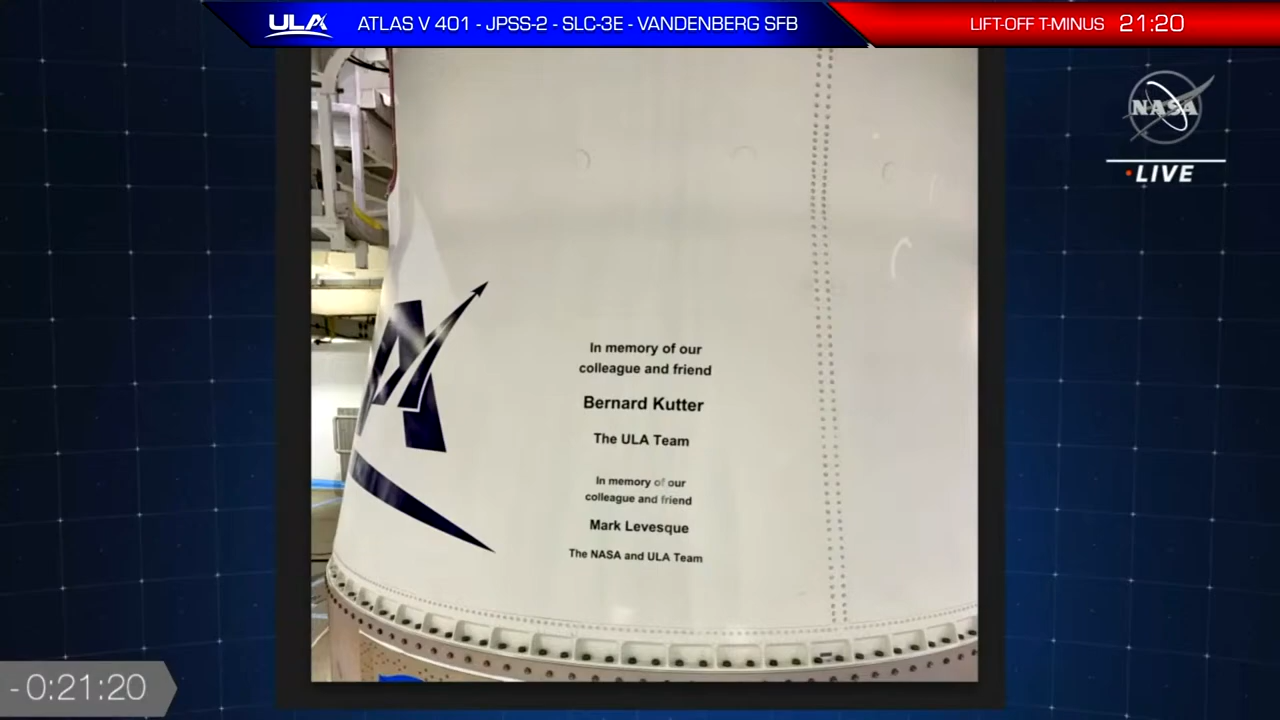 ULA
ATLAS V 401 - JPSS-2 - SLC-3E - VANDENBERG SFB
LIFT-OFF T-MINUS 21:20
NASA
LIVE
In memory of our
colleague and friend
Bernard Kutter
The ULA Team
In memory of our
colleague and friend
Mark Levesque
The NASA and ULA Team
- 0:21:20